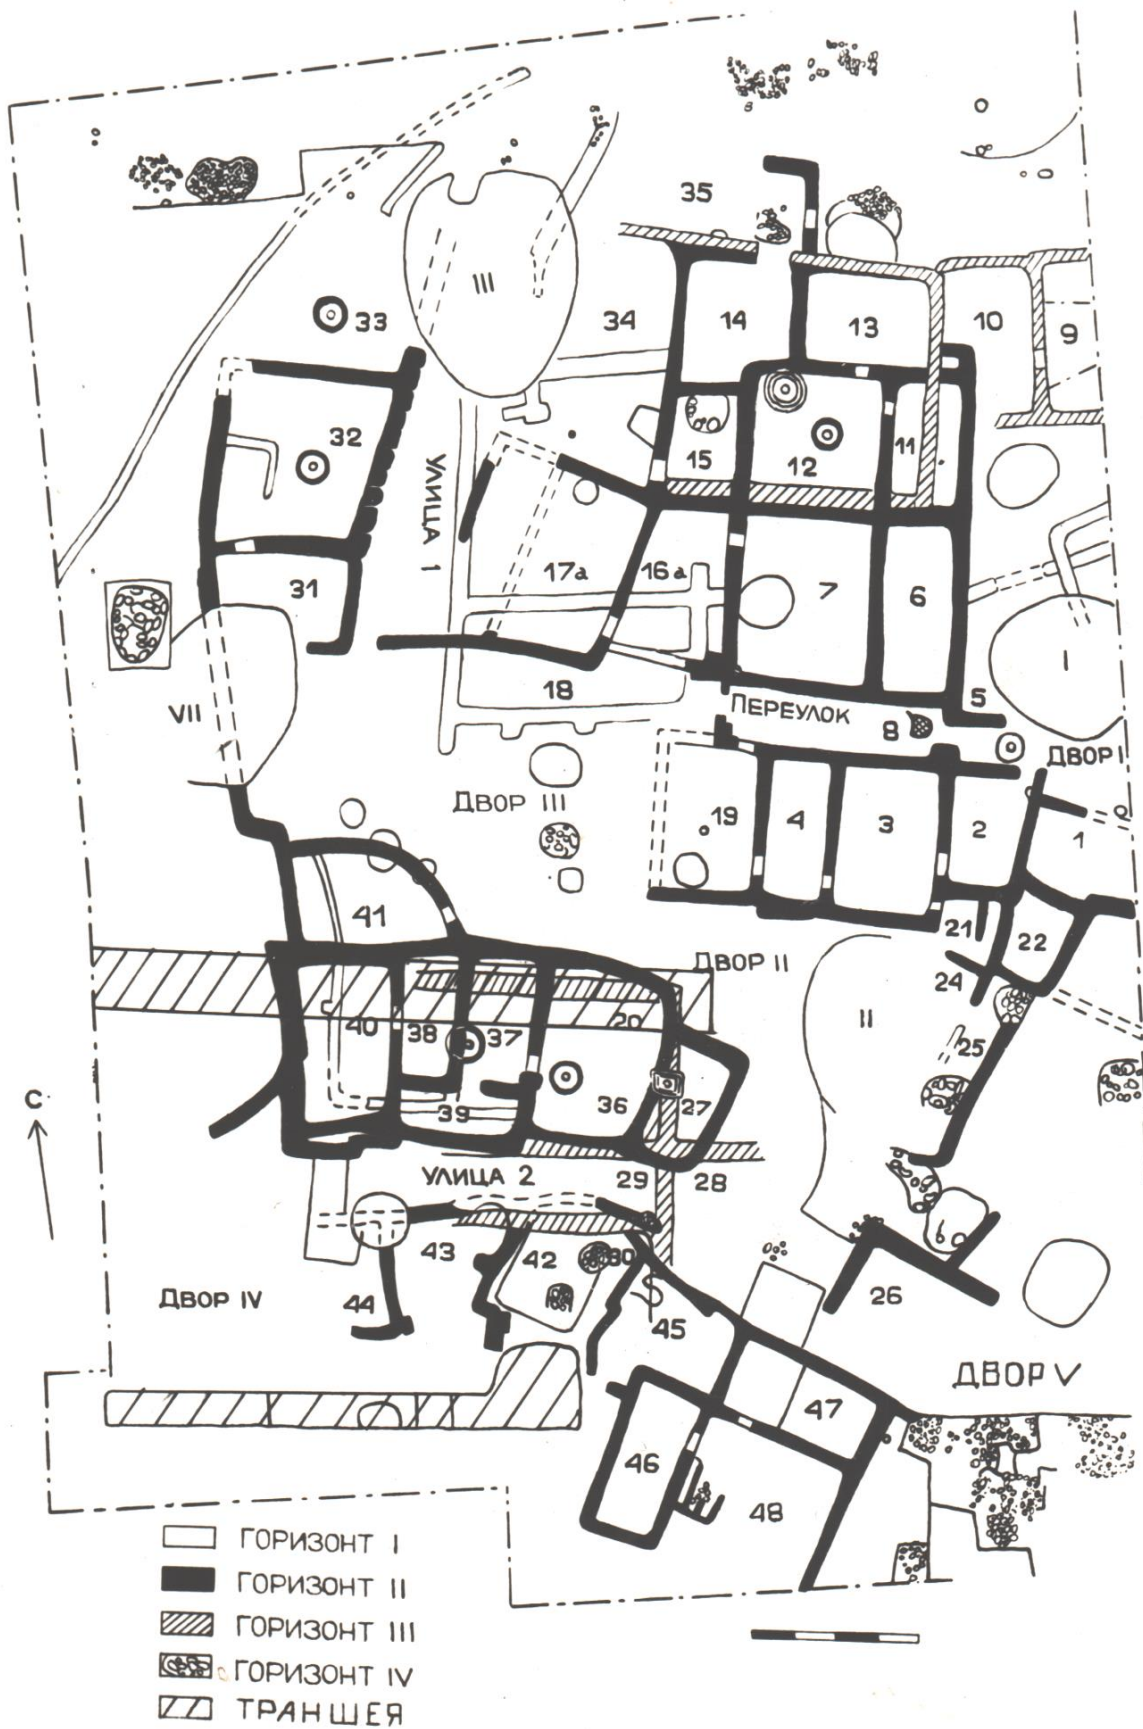 35
III
33
34
14
13
10
9
32
УЛИЦА 1
15
12
11
17а
16а
7
6
31
I
VII
18
5
ПЕРЕУЛОК
8
ДВОР I
ДВОР III
19
4
3
2
1
41
21
22
ДВОР II
24
II
40
38
37
20
25
36
27
39
С
УЛИЦА 2
29
28
43
42
30
ДВОР IV
44
45
26
ДВОР V
47
46
48
ГОРИЗОНТ I
ГОРИЗОНТ II
ГОРИЗОНТ III
ГОРИЗОНТ IV
ТРАНШЕЯ